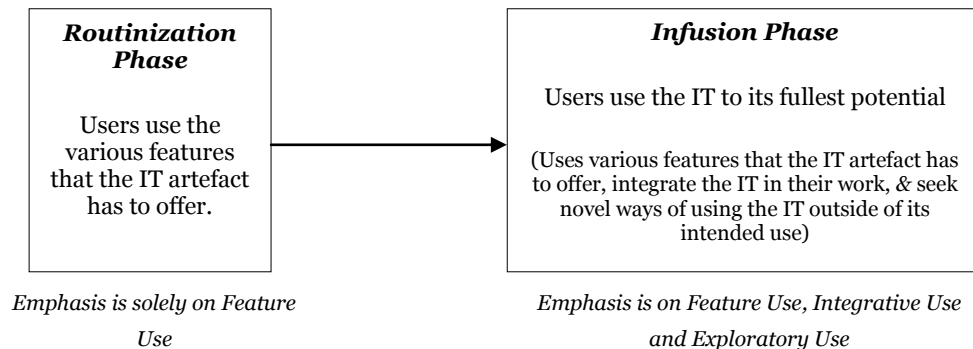 Routinization
Phase
Users use the
various features
that the IT artefact
has to offer.
Infusion Phase
Users use the IT to its fullest potential
(Uses various features that the IT artefact has
to offer, integrate the IT in their work, & seek
novel ways of using the IT outside of its
intended use)
Emphasis is solely on Feature
Use
Emphasis is on Feature Use, Integrative Use
and Exploratory Use